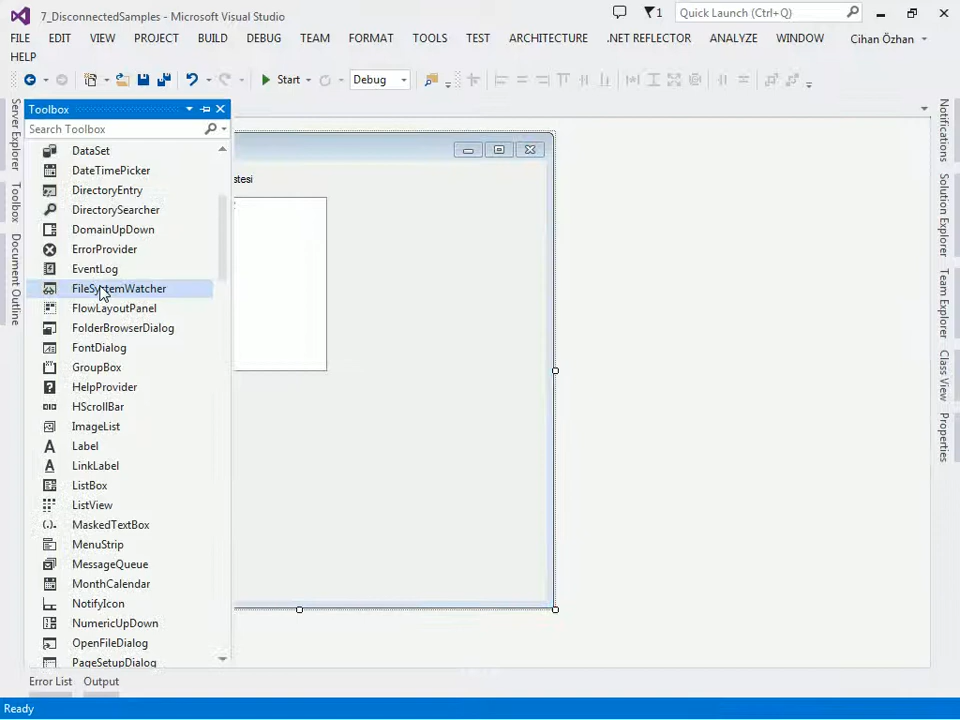 7_DisconnectedSamples - Microsoft Visual Studio
1
Quick Launch (Ctrl+Q)
FILE EDIT VIEW PROJECT BUILD DEBUG TEAM FORMAT TOOLS TEST ARCHITECTURE .NET REFLECTOR ANALYZE WINDOW Cihan Özhan
HELP
Start Debug
Server Explorer
Toolbox
Document Outline
Toolbox
Search Toolbox
DataSet
DateTimePicker
DirectoryEntry
DirectorySearcher
DomainUpDown
ErrorProvider
EventLog
FileSystemWatcher
FlowLayoutPanel
FolderBrowserDialog
FontDialog
GroupBox
HelpProvider
HScrollBar
ImageList
Label
LinkLabel
ListBox
ListView
MaskedTextBox
MenuStrip
MessageQueue
MonthCalendar
NotifyIcon
NumericUpDown
OpenFileDialog
PageSetupDialog
stesi
Notifications
Solution Explorer
Team Explorer
Class View
Properties
Error List Output
Ready